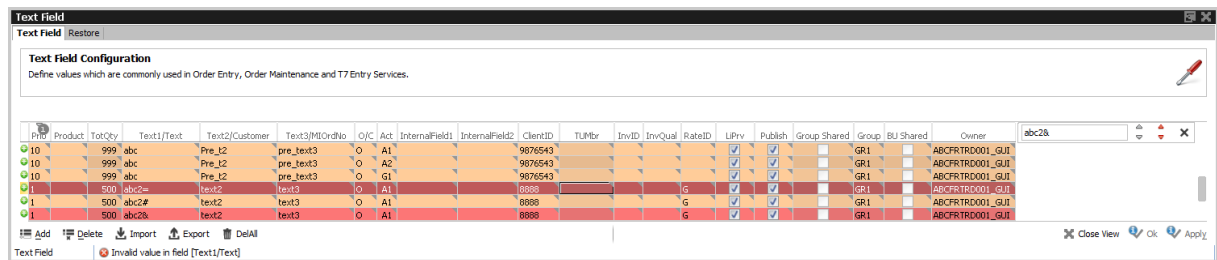 Text Field
Text Field Restore
Text Field Configuration
Define values which are commonly used in Order Entry, Order Maintenance and T7 Entry Services.
1
Prio Product TotQty Text1/Text Text2/Customer Text3/MIOrdNo O/C Act InternalField1 InternalField2 ClientID TUMbr InvID InvQual RateID LiPrv Publish Group Shared Group BU Shared Owner abc2&
10 999 abc Pre_t2 pre_text3 O A1 9876543 GR1 ABCFRTRD001_GUI
10 999 abc Pre_t2 pre_text3 O A2 9876543 GR1 ABCFRTRD001_GUI
10 999 abc Pre_t2 pre_text3 O G1 9876543 GR1 ABCFRTRD001_GUI
1 500 abc2= text2 text3 O A1 8888 G GR1 ABCFRTRD001_GUI
1 500 abc2# text2 text3 O A1 8888 G GR1 ABCFRTRD001_GUI
1 500 abc2& text2 text3 O A1 8888 G GR1 ABCFRTRD001_GUI
Add Delete Import Export DelAll Close View Ok Apply
Text Field Invalid value in field [Text1/Text]